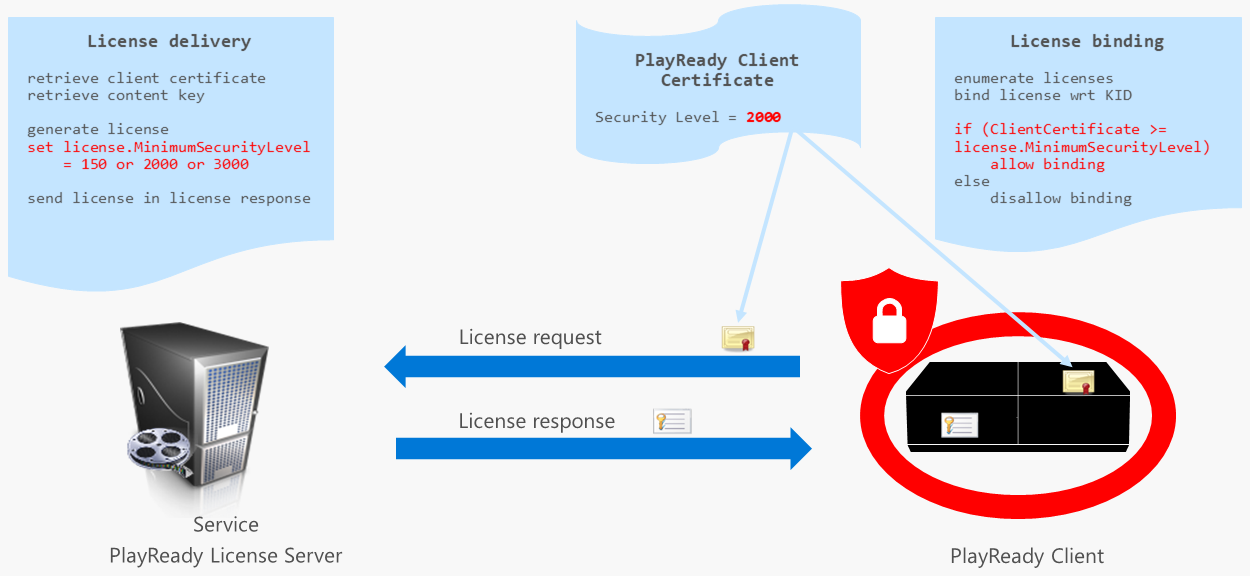 License delivery
retrieve client certificate
retrieve content key
generate license
set license.MinimumSecurityLevel
= 150 or 2000 or 3000
send license in license response
PlayReady Client
Certificate
Security Level = 2000
License binding
enumerate licenses
bind license wrt KID
if (ClientCertificate >=
license.MinimumSecurityLevel)
allow binding
else
disallow binding
License request
License response
Service
PlayReady License Server
PlayReady Client